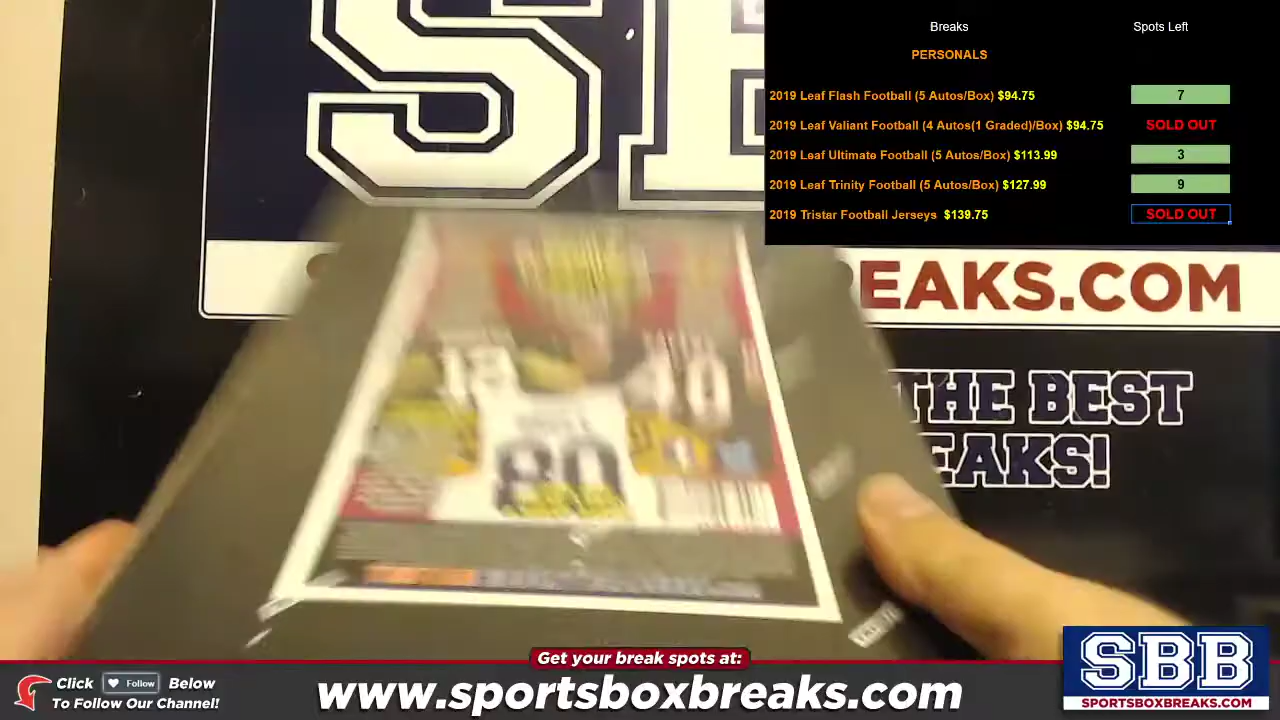 Breaks Spots Left
PERSONALS
2019 Leaf Flash Football (5 Autos/Box) $94.75 7
2019 Leaf Valiant Football (4 Autos(1 Graded)/Box) $94.75 SOLD OUT
2019 Leaf Ultimate Football (5 Autos/Box) $113.99 3
2019 Leaf Trinity Football (5 Autos/Box) $127.99 9
2019 Tristar Football Jerseys $139.75 SOLD OUT
EAKS.COM
THE BEST
EAKS!
80
Get your break spots at:
Click Follow Below
To Follow Our Channel!
www.sportsboxbreaks.com
SBB
SPORTSBOXBREAKS.COM